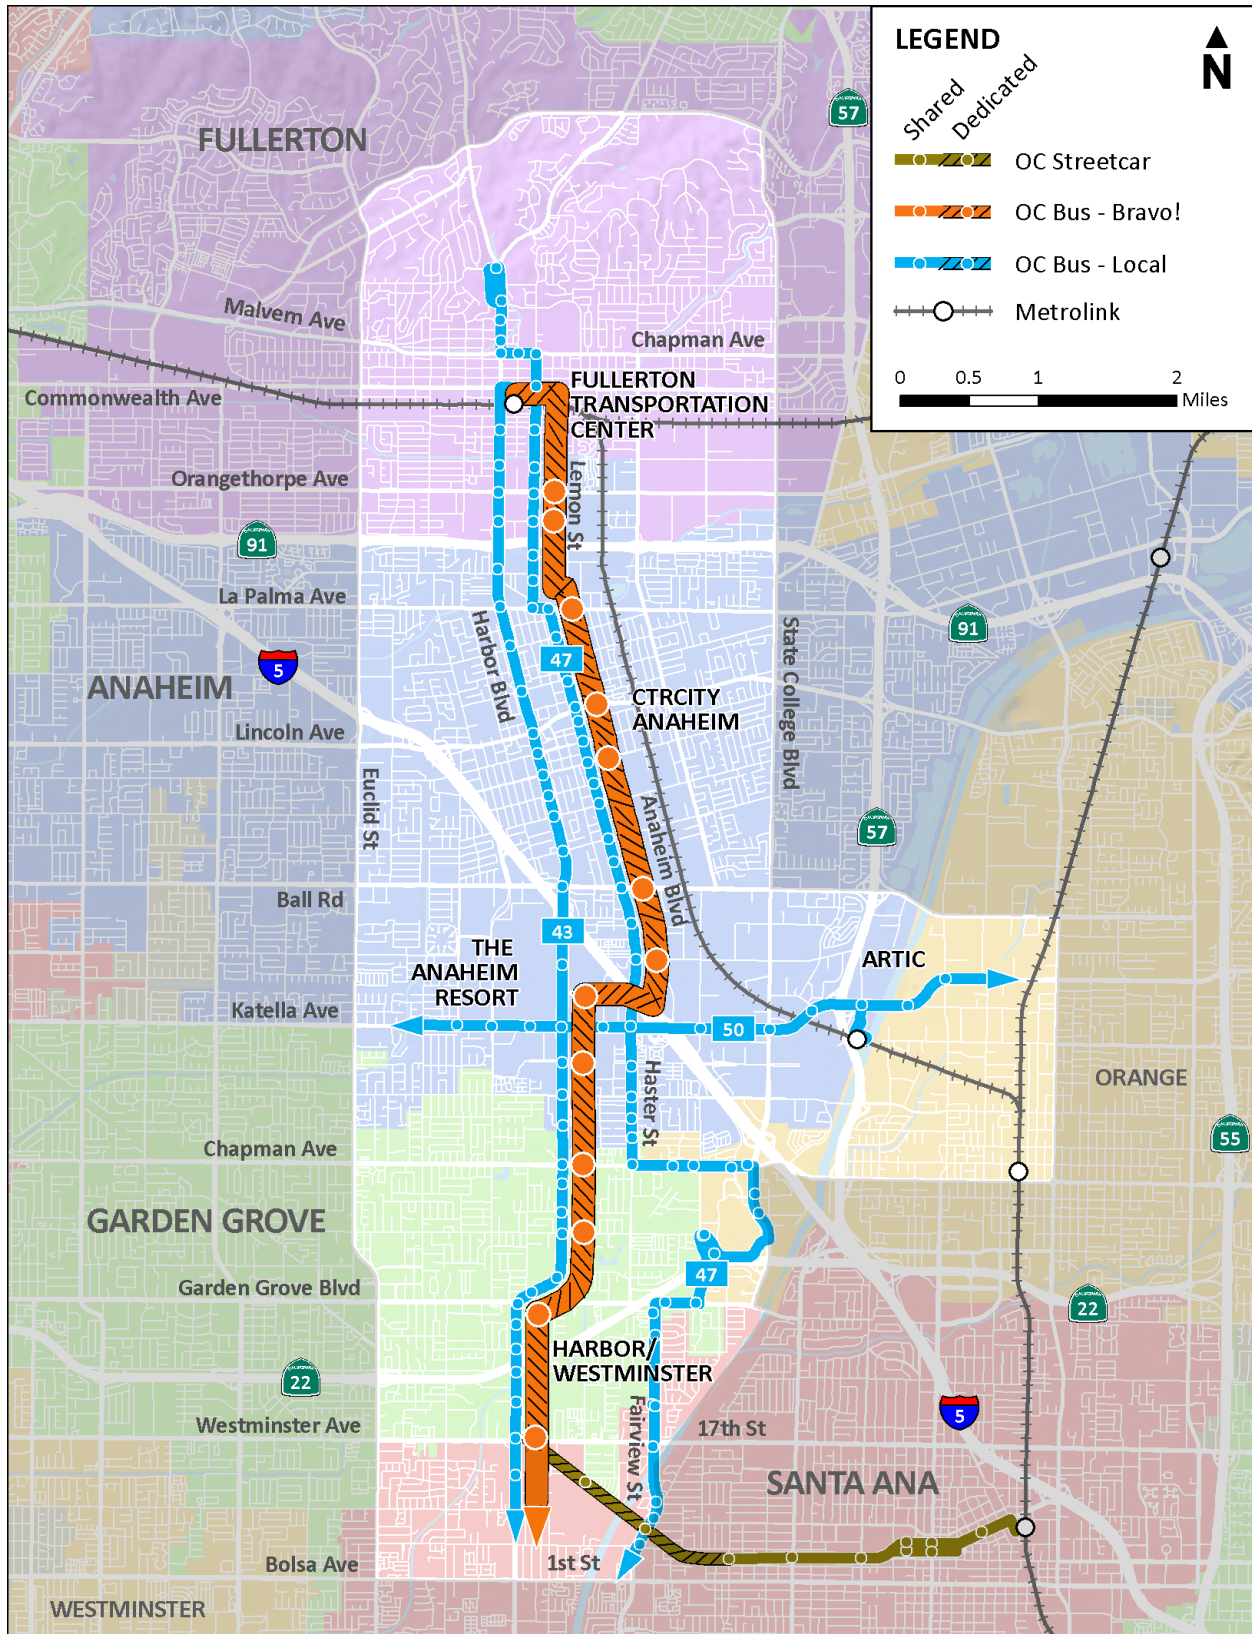 LEGEND
N
Shared
Dedicated
OC Streetcar
OC Bus - Bravo!
OC Bus - Local
Metrolink
0 0.5 1 2
Miles
57
FULLERTON
Malvern Ave
Chapman Ave
Commonwealth Ave
FULLERTON
TRANSPORTATION
CENTER
Orangethorpe Ave
Lemon St
91
La Palma Ave
91
Harbor Blvd
State College Blvd
47
5
ANAHEIM
CTRCITY
ANAHEIM
Lincoln Ave
Euclid St
Anaheim Blvd
57
Ball Rd
43
THE
ANAHEIM
RESORT
ARTIC
Katella Ave
50
Haster St
ORANGE
Chapman Ave
55
GARDEN GROVE
Garden Grove Blvd
47
22
HARBOR/
WESTMINSTER
22
Westminster Ave
Fairview St
17th St
5
SANTA ANA
Bolsa Ave
1st St
WESTMINSTER